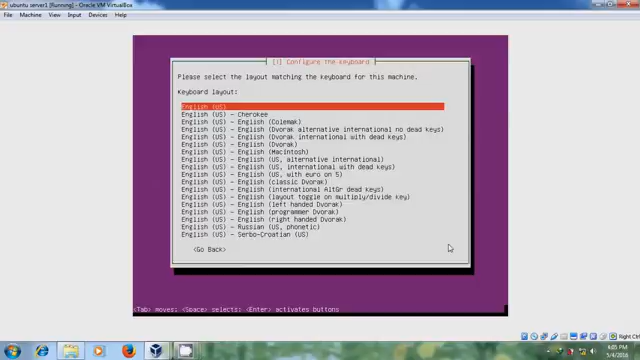 ubuntu server1 [Running] - Oracle VM VirtualBox
File Machine View Input Devices Help
[!] Configure the keyboard
Please select the layout matching the keyboard for this machine.
Keyboard layout:
English (US)
English (US) - Cherokee
English (US) - English (Colemak)
English (US) - English (Dvorak alternative international no dead keys)
English (US) - English (Dvorak international with dead keys)
English (US) - English (Dvorak)
English (US) - English (Macintosh)
English (US) - English (US, alternative international)
English (US) - English (US, international with dead keys)
English (US) - English (US, with euro on 5)
English (US) - English (classic Dvorak)
English (US) - English (international AltGr dead keys)
English (US) - English (layout toggle on multiply/divide key)
English (US) - English (left handed Dvorak)
English (US) - English (programmer Dvorak)
English (US) - English (right handed Dvorak)
English (US) - Russian (US, phonetic)
English (US) - Serbo-Croatian (US)
<Go Back>
<Tab> moves; <Space> selects; <Enter> activates buttons
Right Ctrl
4:05 PM
5/4/2016